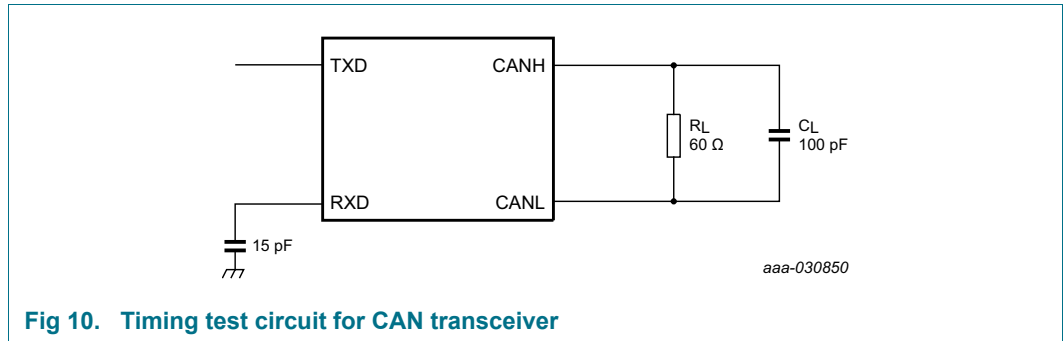 TXD
CANH
RL
60 Ω
CL
100 pF
RXD
CANL
15 pF
aaa-030850
Fig 10. Timing test circuit for CAN transceiver